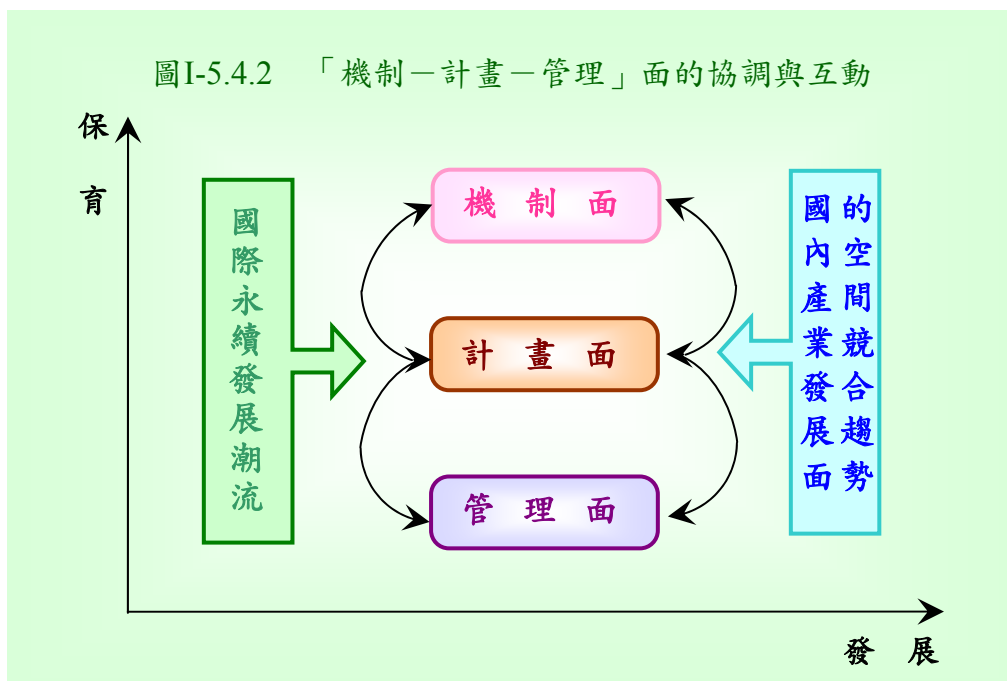 圖I-5.4.2 「機制－計畫－管理」面的協調與互動
保育
國際永續發展潮流
機 制 面
計 畫 面
管 理 面
國內產業發展面
的空間競合趨勢
發 展